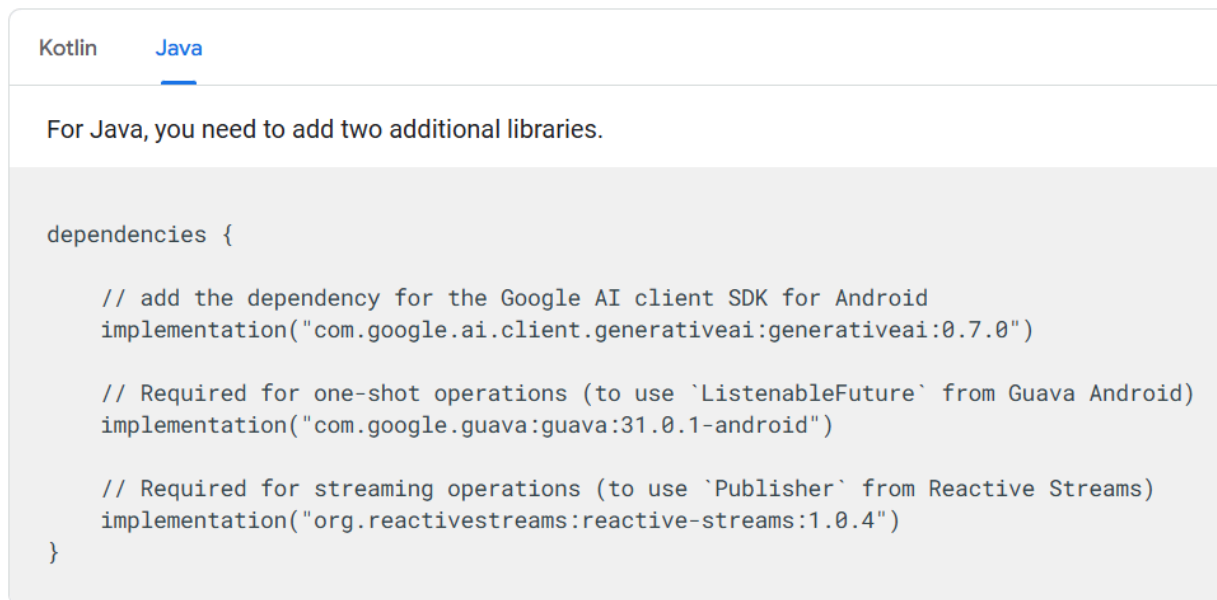 Kotlin Java
For Java, you need to add two additional libraries.
dependencies {
// add the dependency for the Google AI client SDK for Android
implementation("com.google.ai.client.generativeai:generativeai:0.7.0")
// Required for one-shot operations (to use `ListenableFuture` from Guava Android)
implementation("com.google.guava:guava:31.0.1-android")
// Required for streaming operations (to use `Publisher` from Reactive Streams)
implementation("org.reactivestreams:reactive-streams:1.0.4")
}